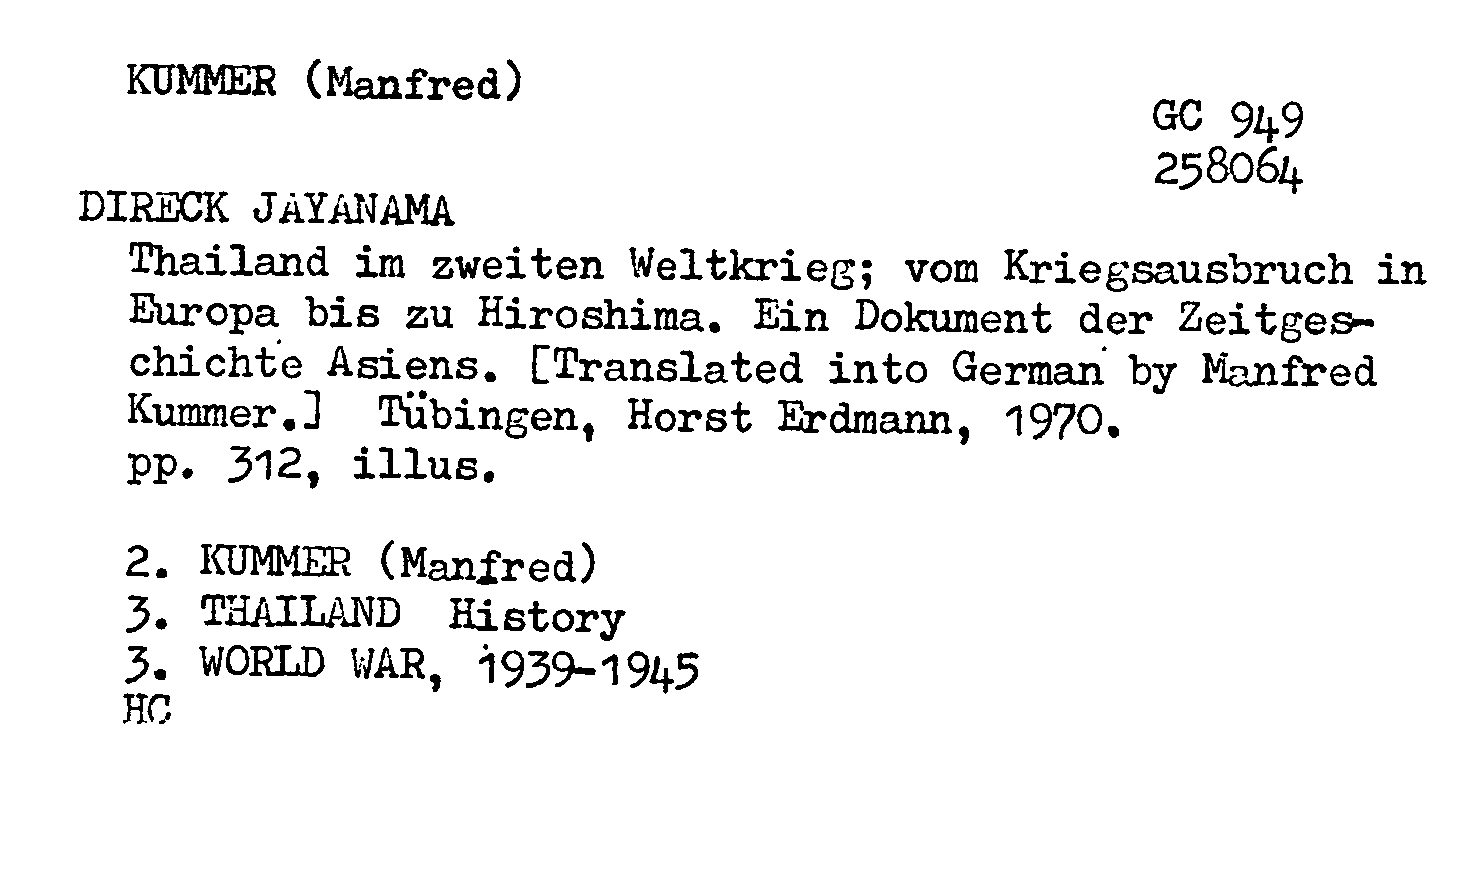 KUMMER (Manfred)
GC 949
258064
DIRECK JAYANAMA
Thailand im zweiten Weltkrieg; vom Kriegsausbruch in
Europa bis zu Hiroshima. Ein Dokument der Zeitges-
chichte Asiens. [Translated into German by Manfred
Kummer.] Tübingen, Horst Erdmann, 1970.
pp. 312, illus.
2. KUMMER (Manfred)
3. THAILAND History
3. WORLD WAR, 1939-1945
HC